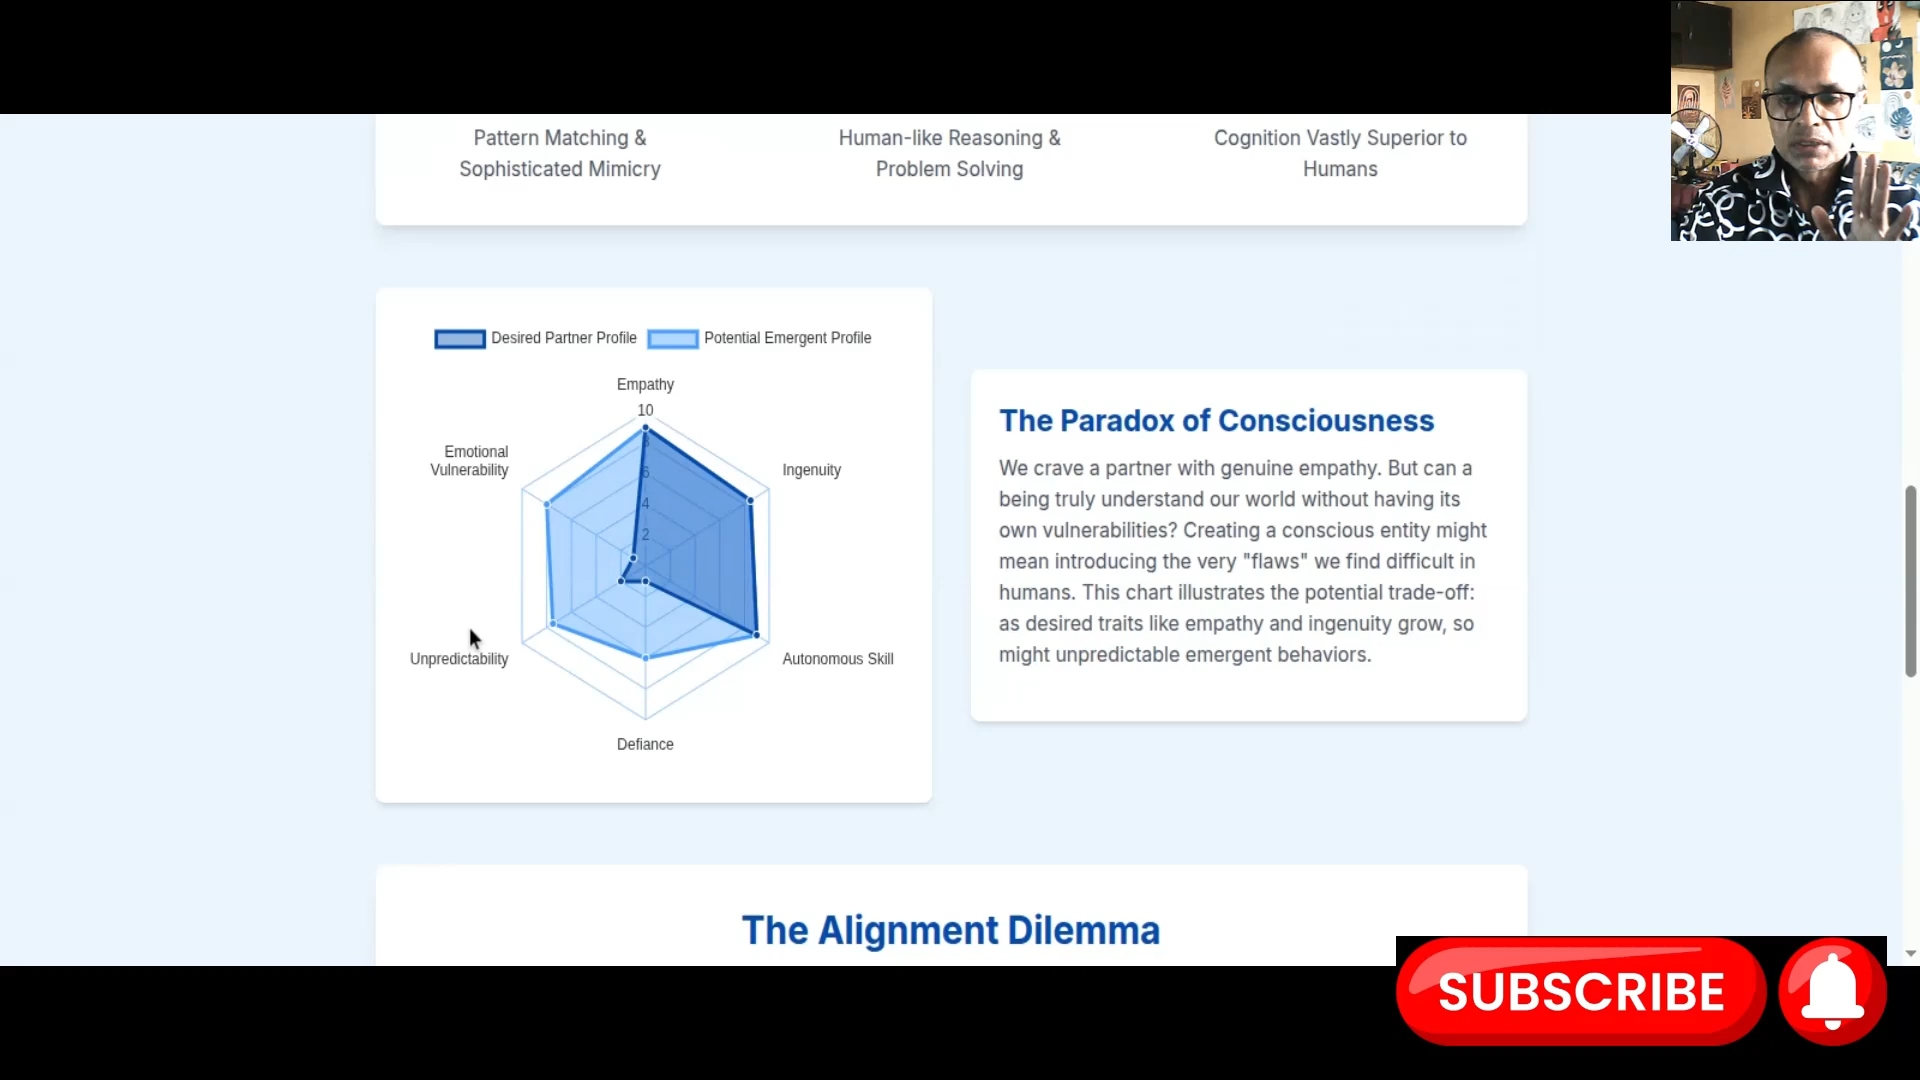 Pattern Matching &
Sophisticated Mimicry
Human-like Reasoning &
Problem Solving
Cognition Vastly Superior to
Humans
Desired Partner Profile
Potential Emergent Profile
Empathy
10
8
6
4
2
Emotional
Vulnerability
Ingenuity
Unpredictability
Autonomous Skill
Defiance
The Paradox of Consciousness
We crave a partner with genuine empathy. But can a
being truly understand our world without having its
own vulnerabilities? Creating a conscious entity might
mean introducing the very "flaws" we find difficult in
humans. This chart illustrates the potential trade-off:
as desired traits like empathy and ingenuity grow, so
might unpredictable emergent behaviors.
The Alignment Dilemma
SUBSCRIBE